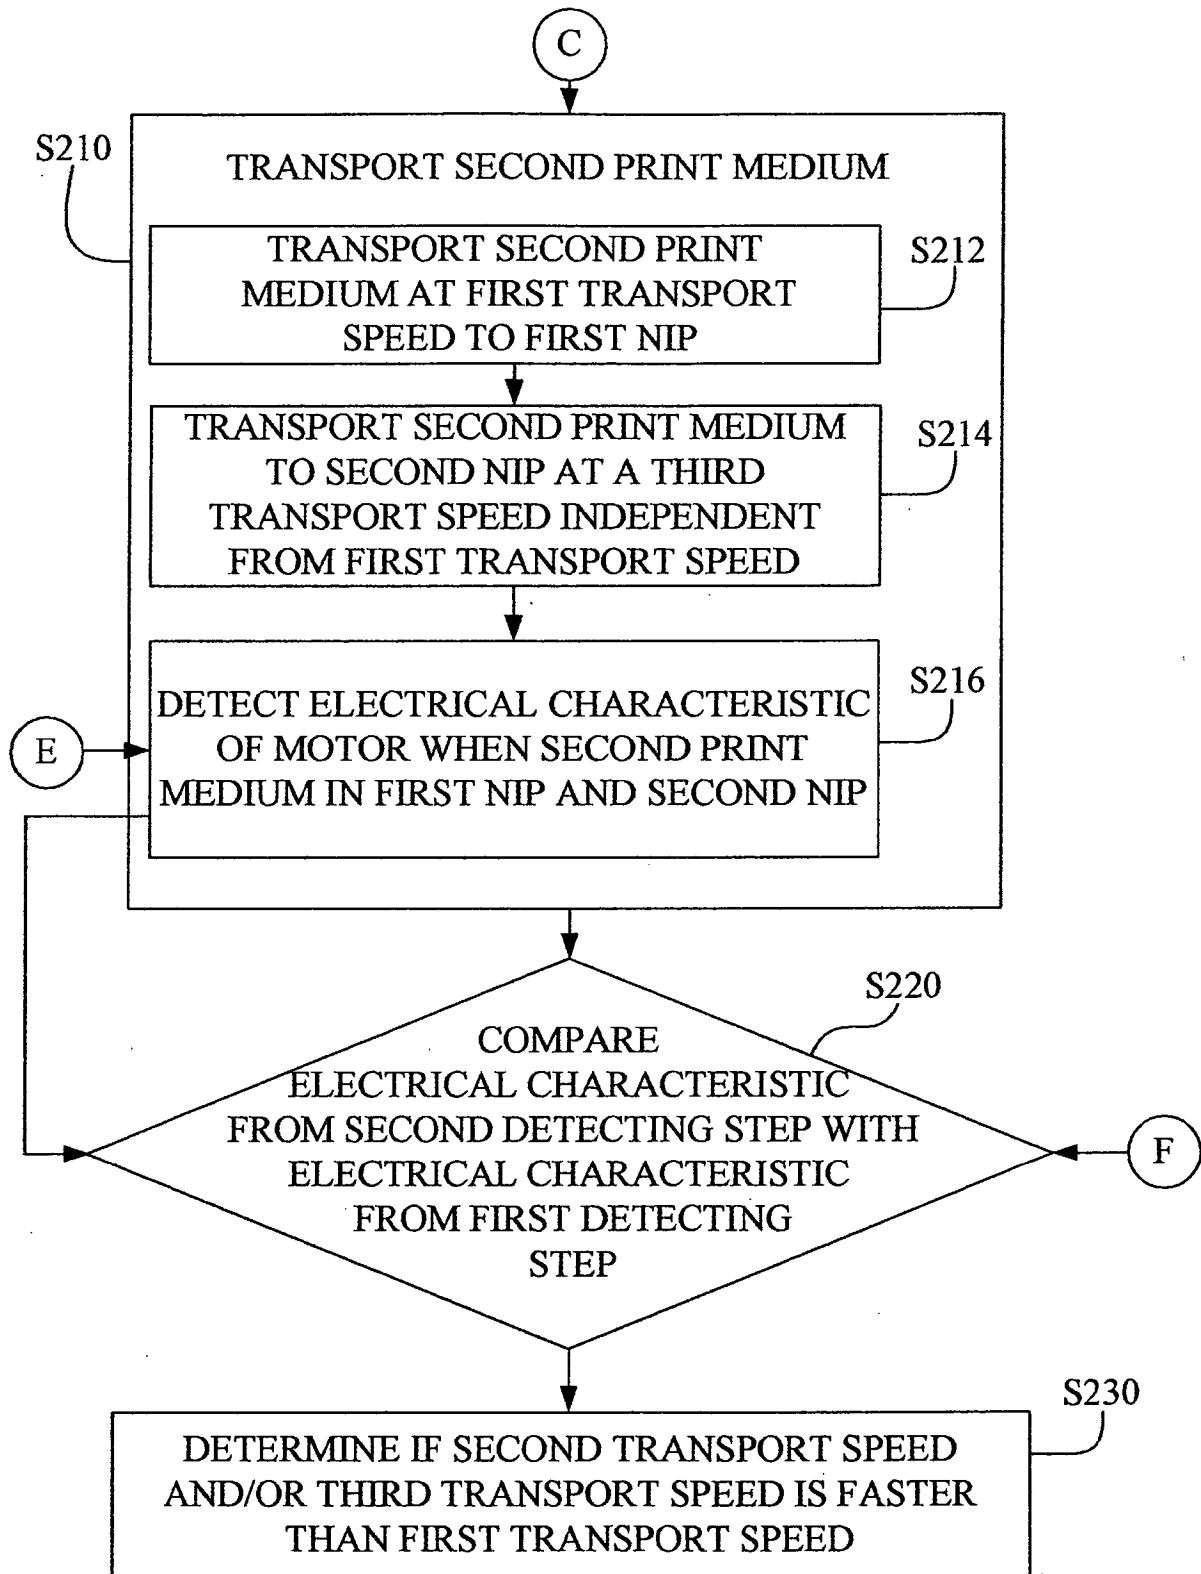 C
S210
TRANSPORT SECOND PRINT MEDIUM
TRANSPORT SECOND PRINT
MEDIUM AT FIRST TRANSPORT
SPEED TO FIRST NIP
S212
TRANSPORT SECOND PRINT MEDIUM
TO SECOND NIP AT A THIRD
TRANSPORT SPEED INDEPENDENT
FROM FIRST TRANSPORT SPEED
S214
DETECT ELECTRICAL CHARACTERISTIC
OF MOTOR WHEN SECOND PRINT
MEDIUM IN FIRST NIP AND SECOND NIP
S216
E
COMPARE
ELECTRICAL CHARACTERISTIC
FROM SECOND DETECTING STEP WITH
ELECTRICAL CHARACTERISTIC
FROM FIRST DETECTING
STEP
S220
F
DETERMINE IF SECOND TRANSPORT SPEED
AND/OR THIRD TRANSPORT SPEED IS FASTER
THAN FIRST TRANSPORT SPEED
S230